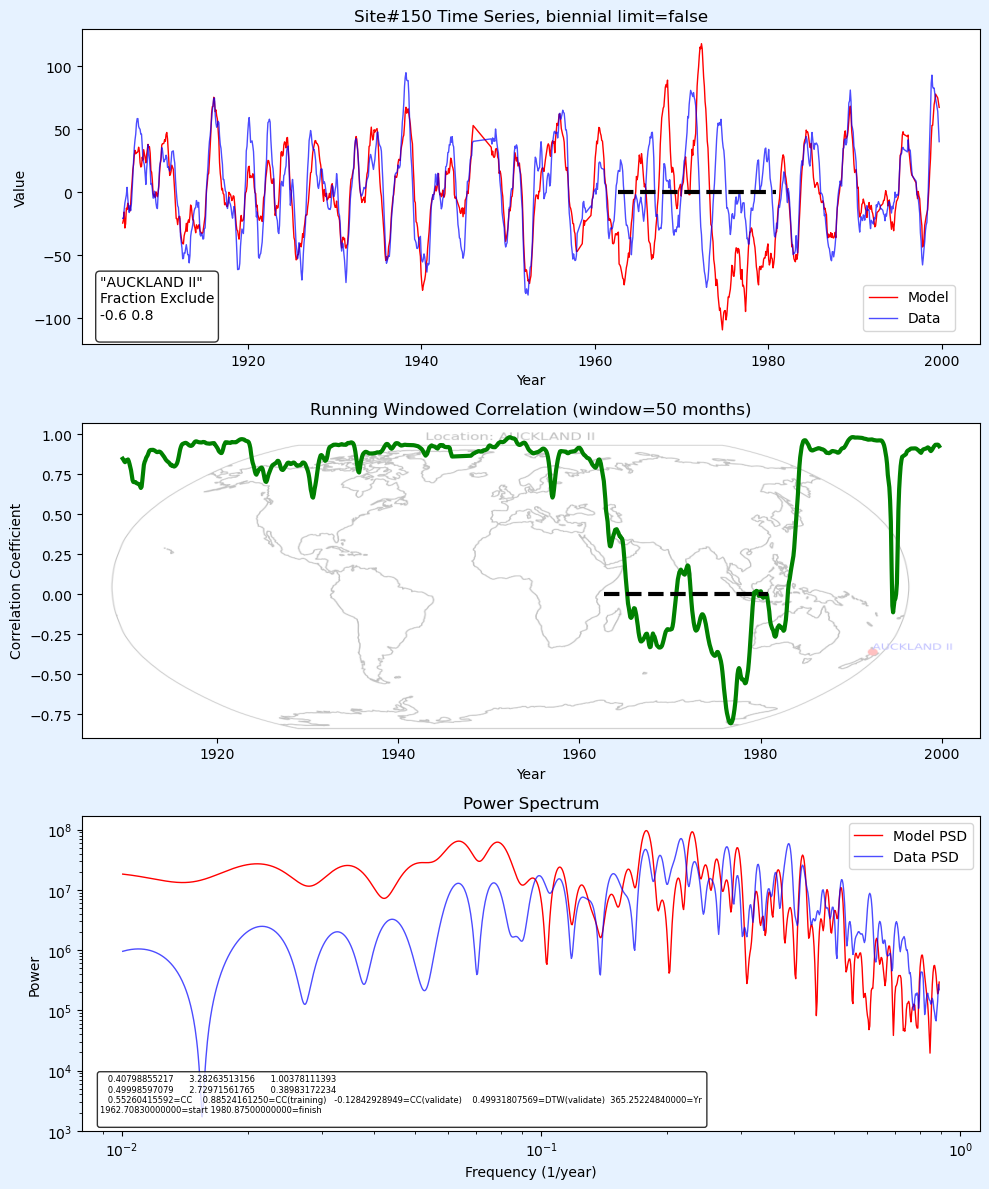 Site#150 Time Series, biennial limit=false
100
50
0
−50
−100
Value
"AUCKLAND II"
Fraction Exclude
-0.6 0.8
Model
Data
1920
1940
1960
1980
2000
Year
Running Windowed Correlation (window=50 months)
Location: AUCKLAND II
1.00
0.75
0.50
0.25
0.00
−0.25
−0.50
−0.75
Correlation Coefficient
AUCKLAND II
1920
1940
1960
1980
2000
Year
Power Spectrum
10⁸
10⁷
10⁶
10⁵
10⁴
10³
Power
Model PSD
Data PSD
0.40798855217 3.28263513156 1.00378111393
0.49998597079 2.72971561765 0.38983172234
0.55260415592=CC 0.88524161250=CC(training) -0.12842928949=CC(validate) 0.49931807569=DTW(validate) 365.25224840000=Yr
1962.70830000000=start 1980.87500000000=finish
10⁻²
10⁻¹
10⁰
Frequency (1/year)